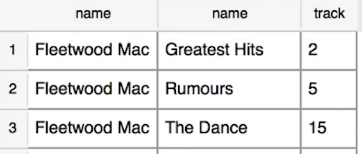 name name track
1 Fleetwood Mac Greatest Hits 2
2 Fleetwood Mac Rumours 5
3 Fleetwood Mac The Dance 15